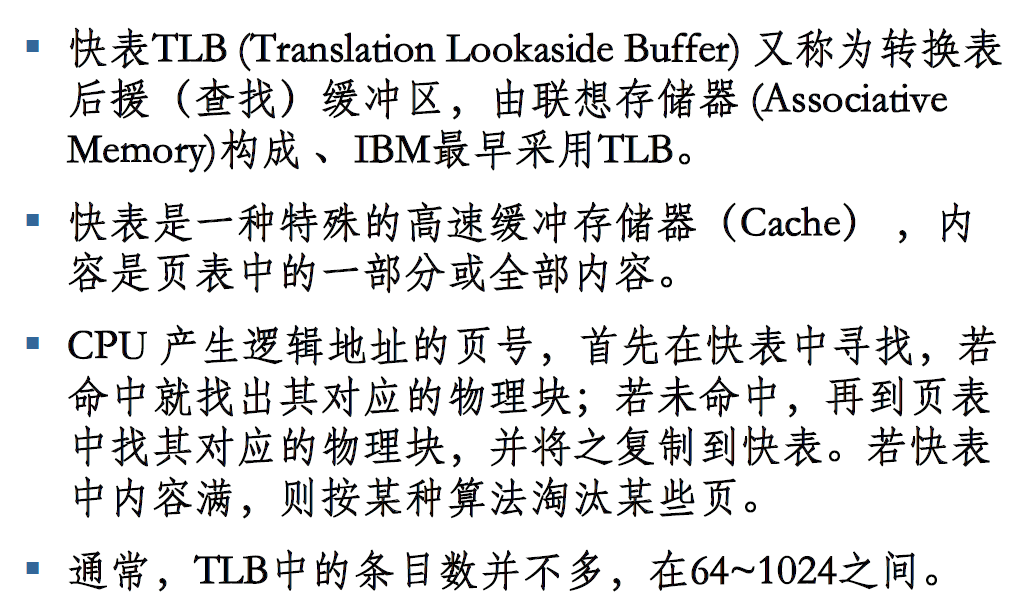 ▪ 快表TLB (Translation Lookaside Buffer) 又称为转换表
后援（查找）缓冲区，由联想存储器 (Associative
Memory)构成 、IBM最早采用TLB。
▪ 快表是一种特殊的高速缓冲存储器（Cache） ，内
容是页表中的一部分或全部内容。
▪ CPU 产生逻辑地址的页号，首先在快表中寻找，若
命中就找出其对应的物理块；若未命中，再到页表
中找其对应的物理块，并将之复制到快表。若快表
中内容满，则按某种算法淘汰某些页。
▪ 通常，TLB中的条目数并不多，在64~1024之间。